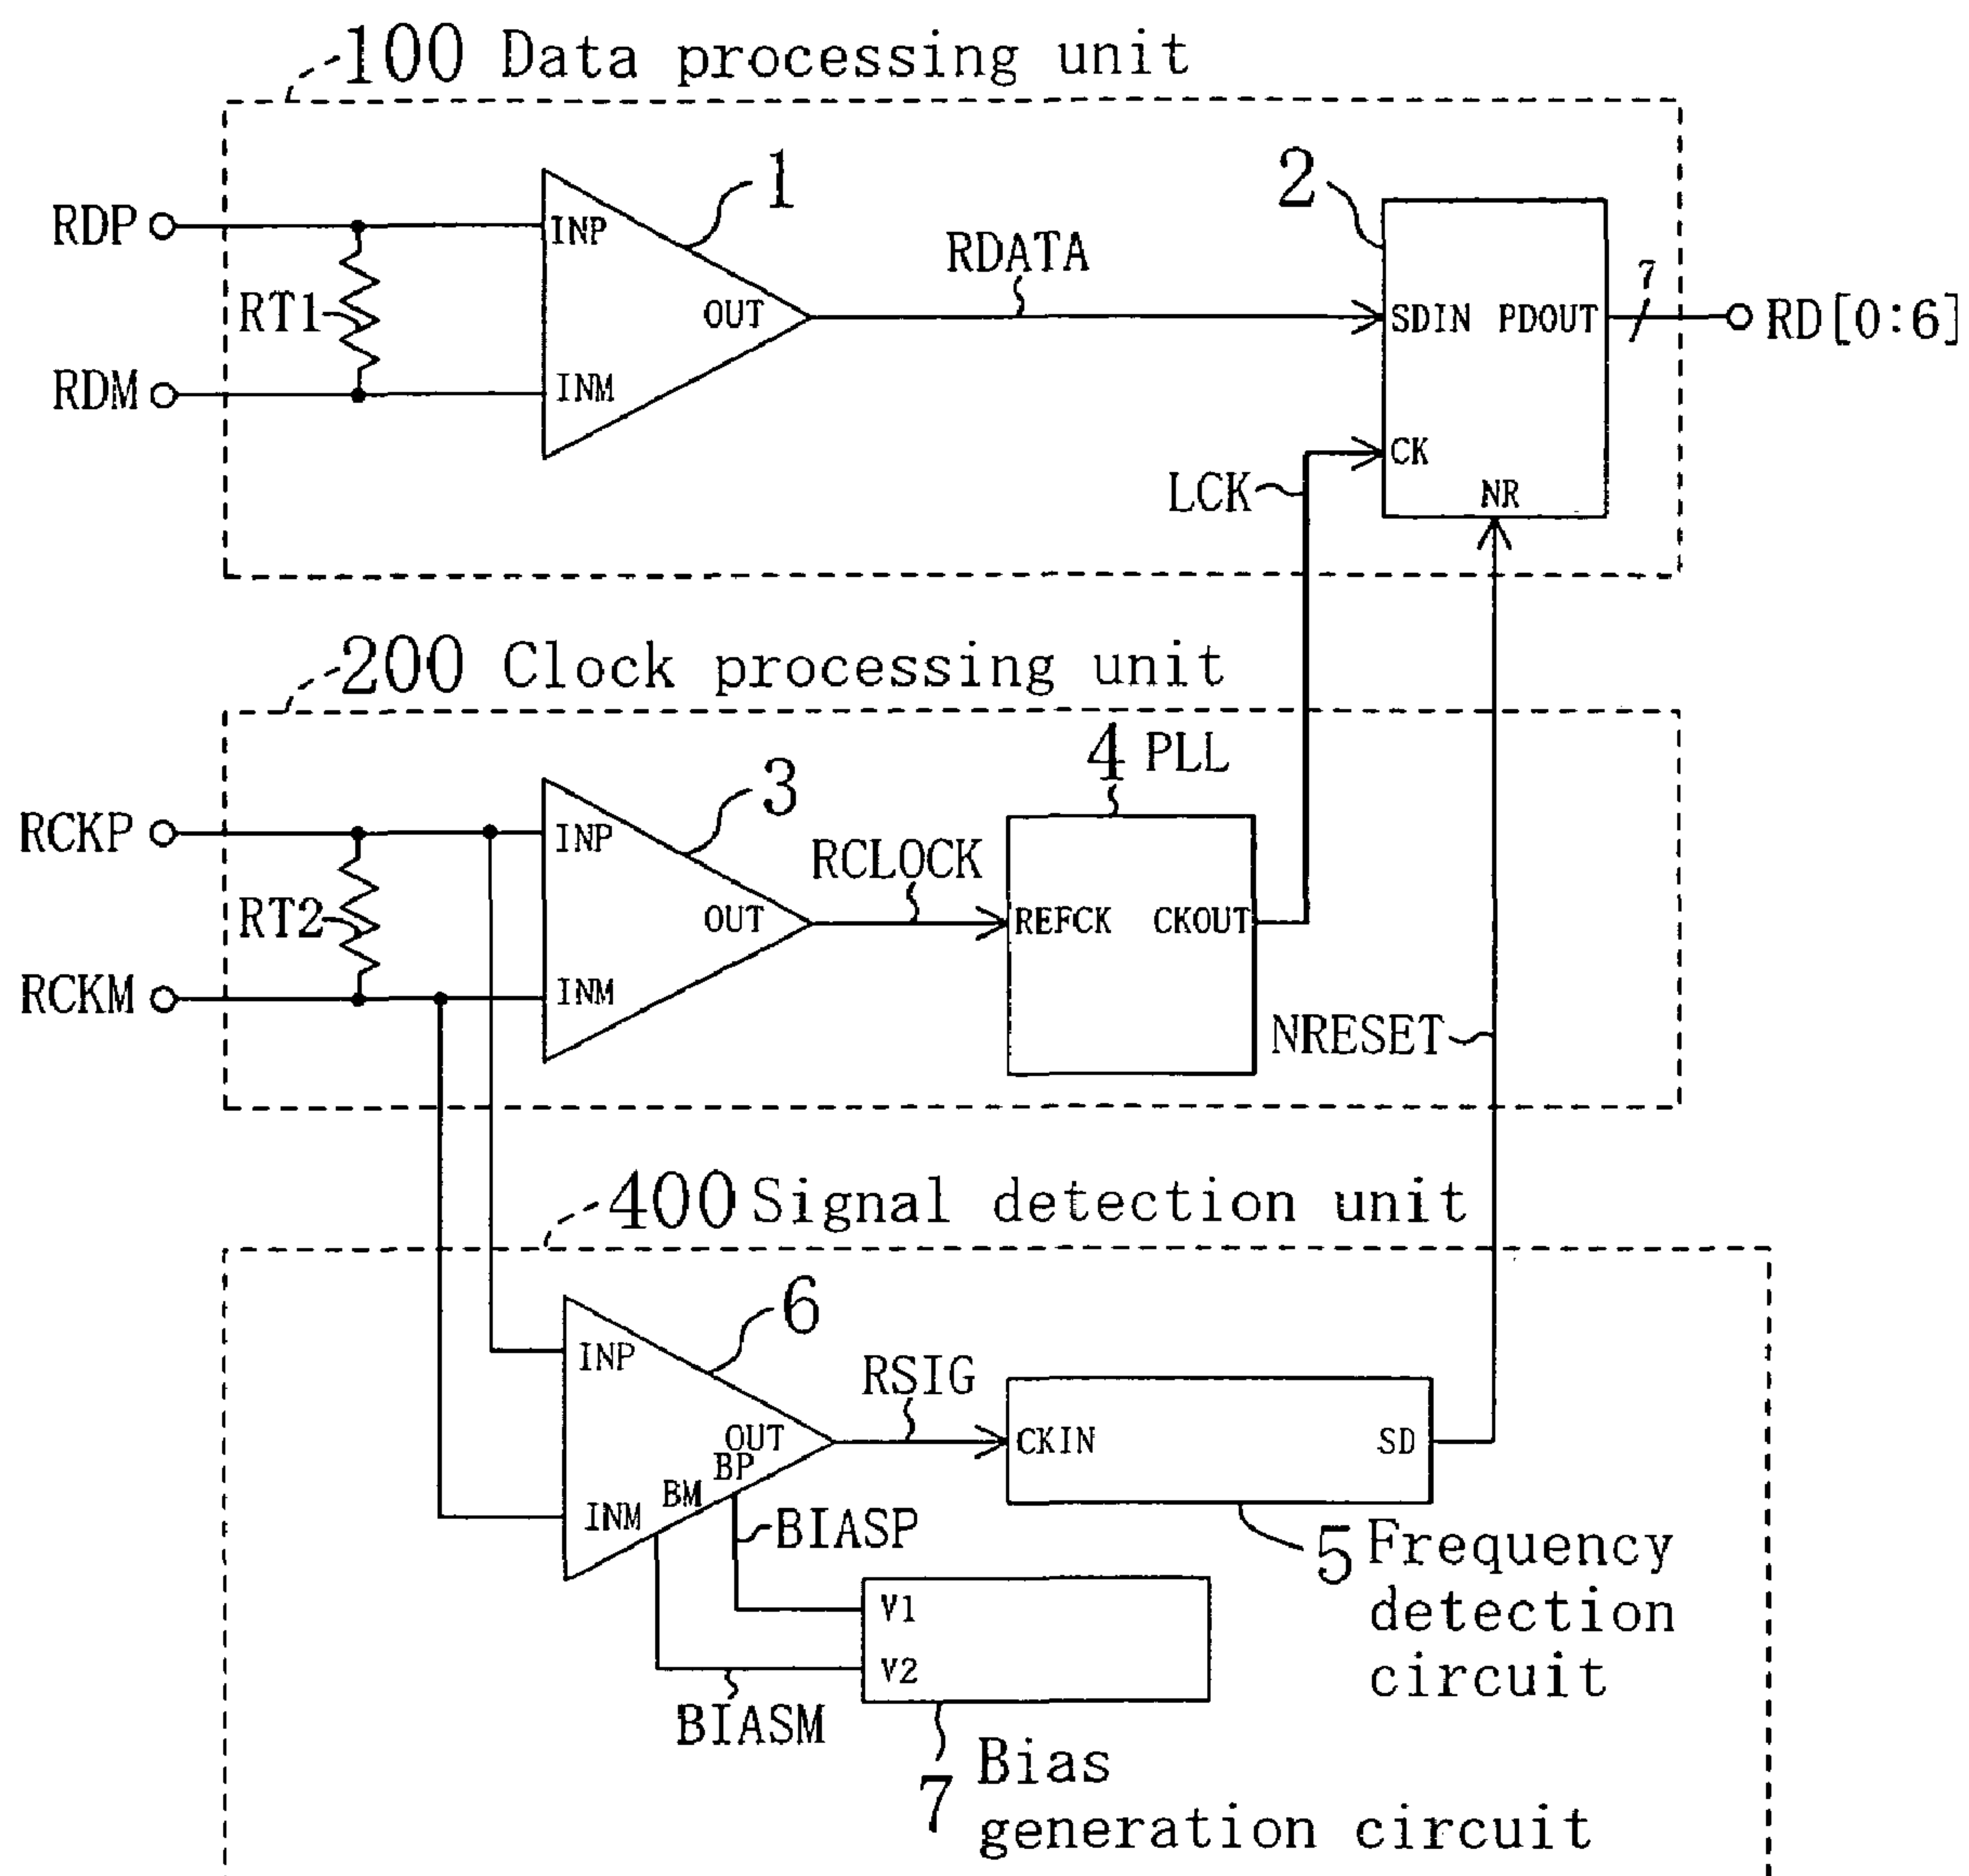 100 Data processing unit
1
2
RDP
INP
RDATA
7
RT1
OUT
SDIN PDOUT
RD[0:6]
RDM
INM
CK
LCK
NR
200 Clock processing unit
4 PLL
3
RCKP
INP
RCLOCK
RT2
OUT
REFCK CKOUT
RCKM
INM
NRESET
400 Signal detection unit
6
INP
RSIG
OUT
CKIN SD
BP
BM
INM
BIASP
5 Frequency
detection
circuit
V1
V2
BIASM
7 Bias
generation circuit